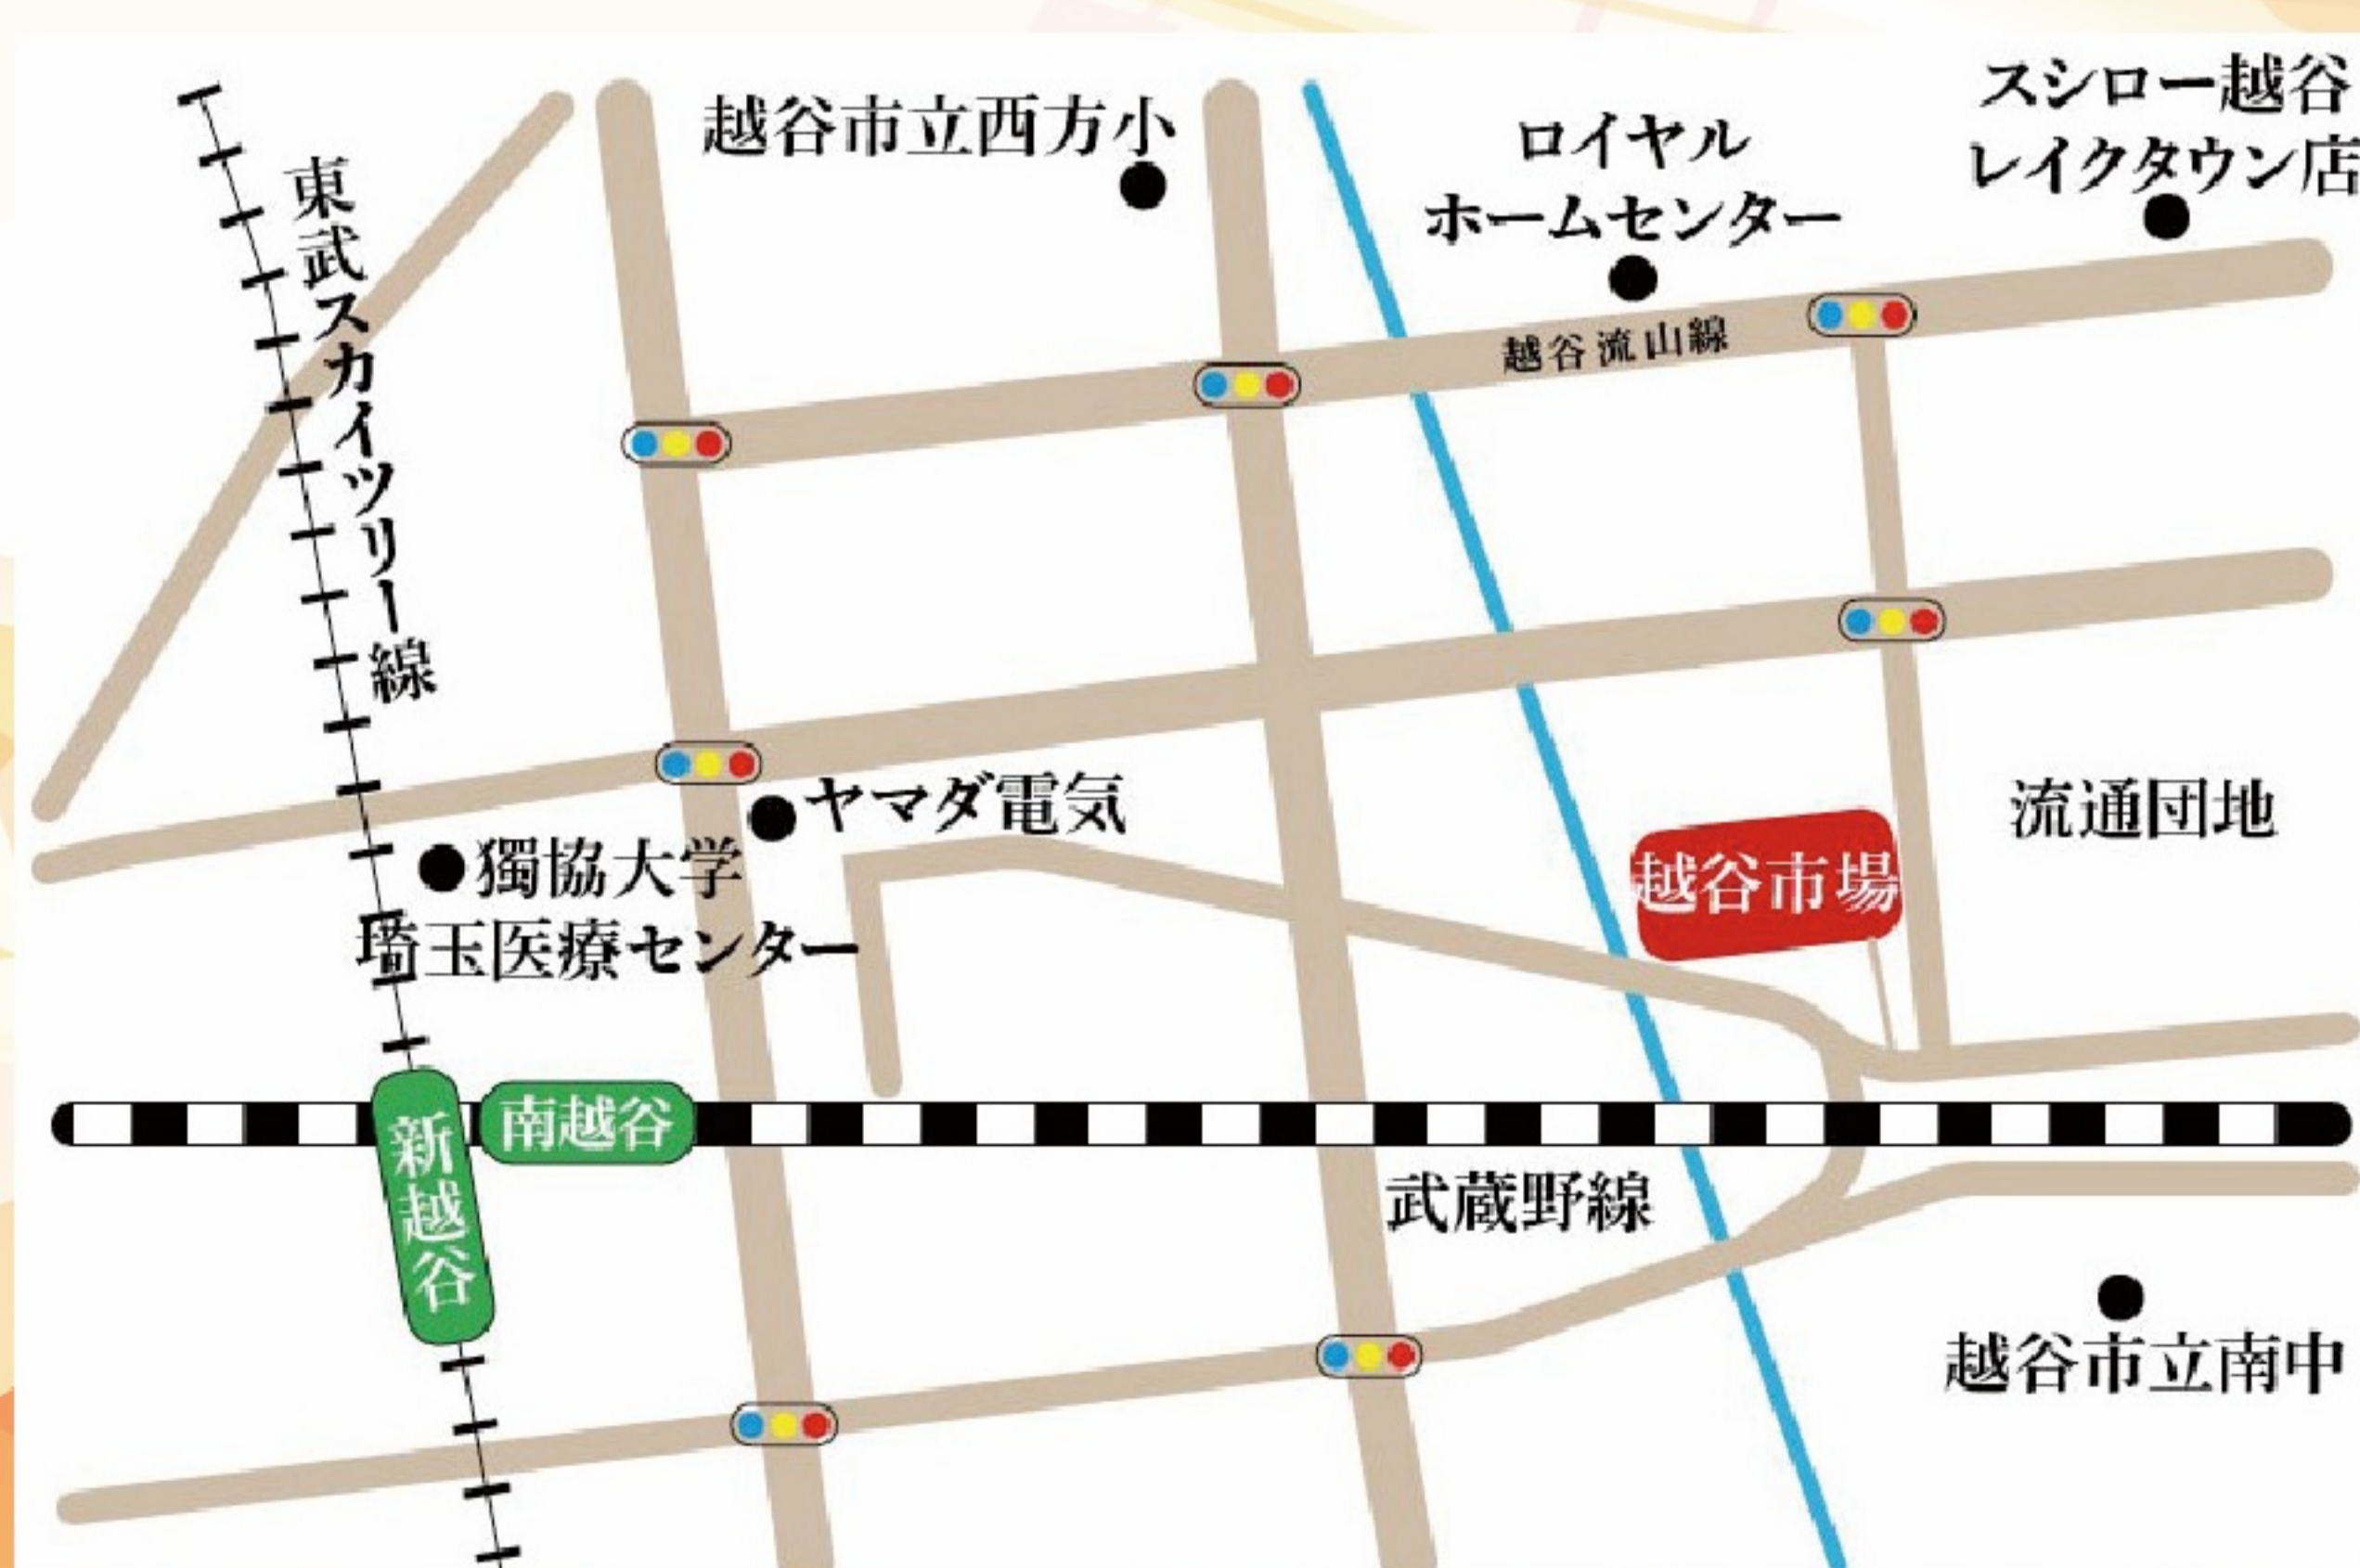 東武スカイツリー線
越谷市立西方小
ロイヤル
ホームセンター
スシロー越谷
レイクタウン店
越谷流山線
ヤマダ電気
獨協大学
埼玉医療センター
流通団地
越谷市場
南越谷
新越谷
武蔵野線
越谷市立南中